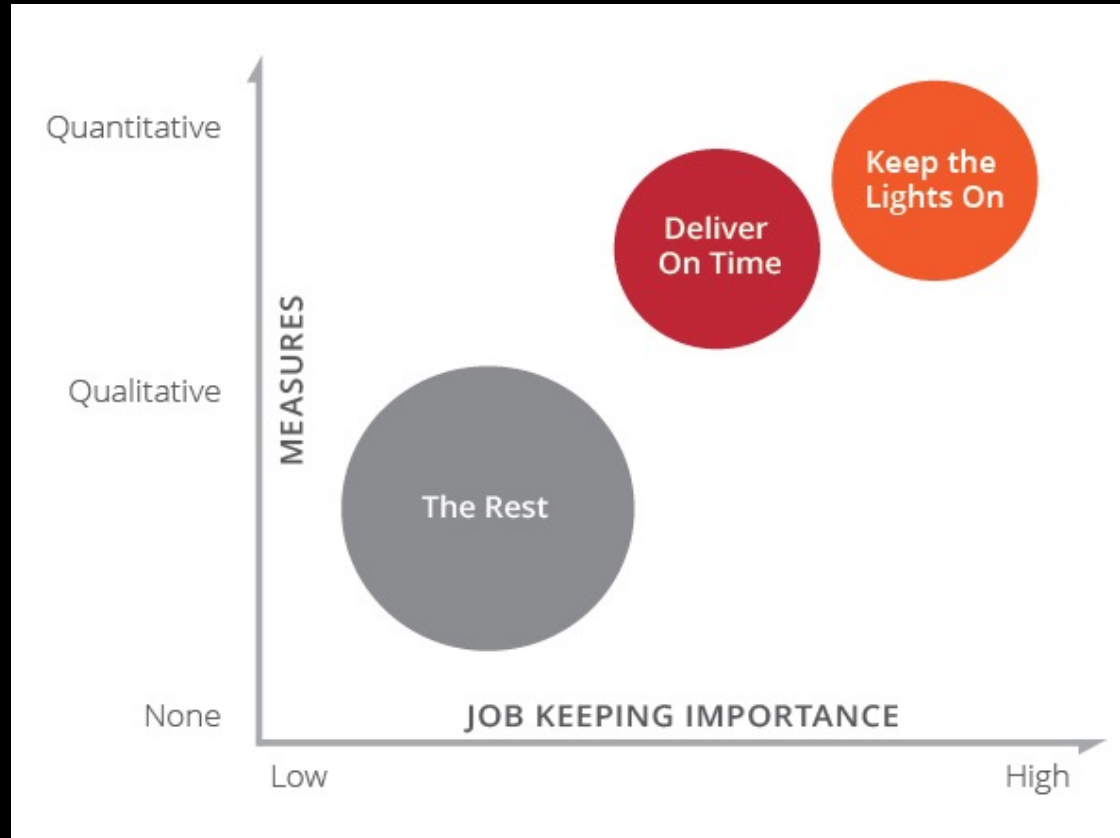 Quantitative
Keep the
Lights On
Deliver
On Time
MEASURES
Qualitative
The Rest
None
JOB KEEPING IMPORTANCE
Low
High